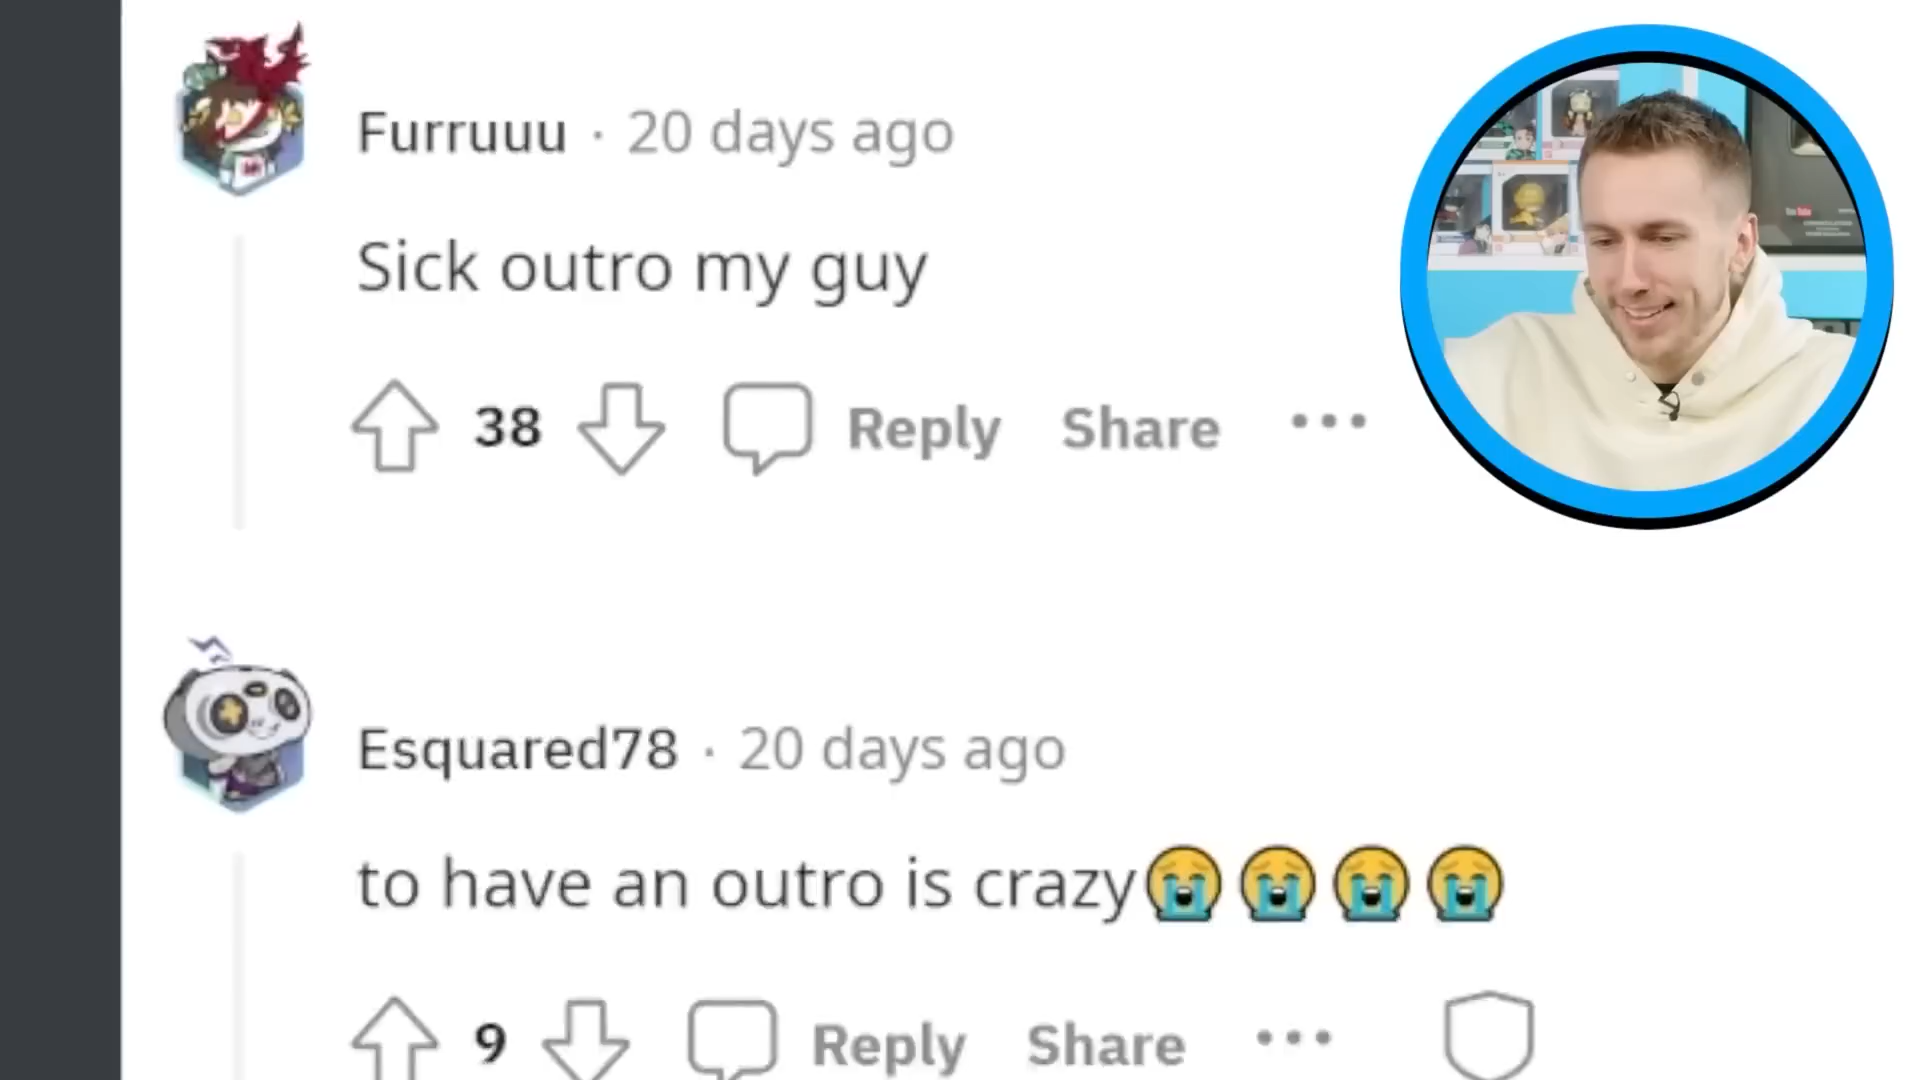 Furruuu · 20 days ago
Sick outro my guy
38 Reply Share ...
Esquared78 · 20 days ago
to have an outro is crazy😭😭😭😭
9 Reply Share ...